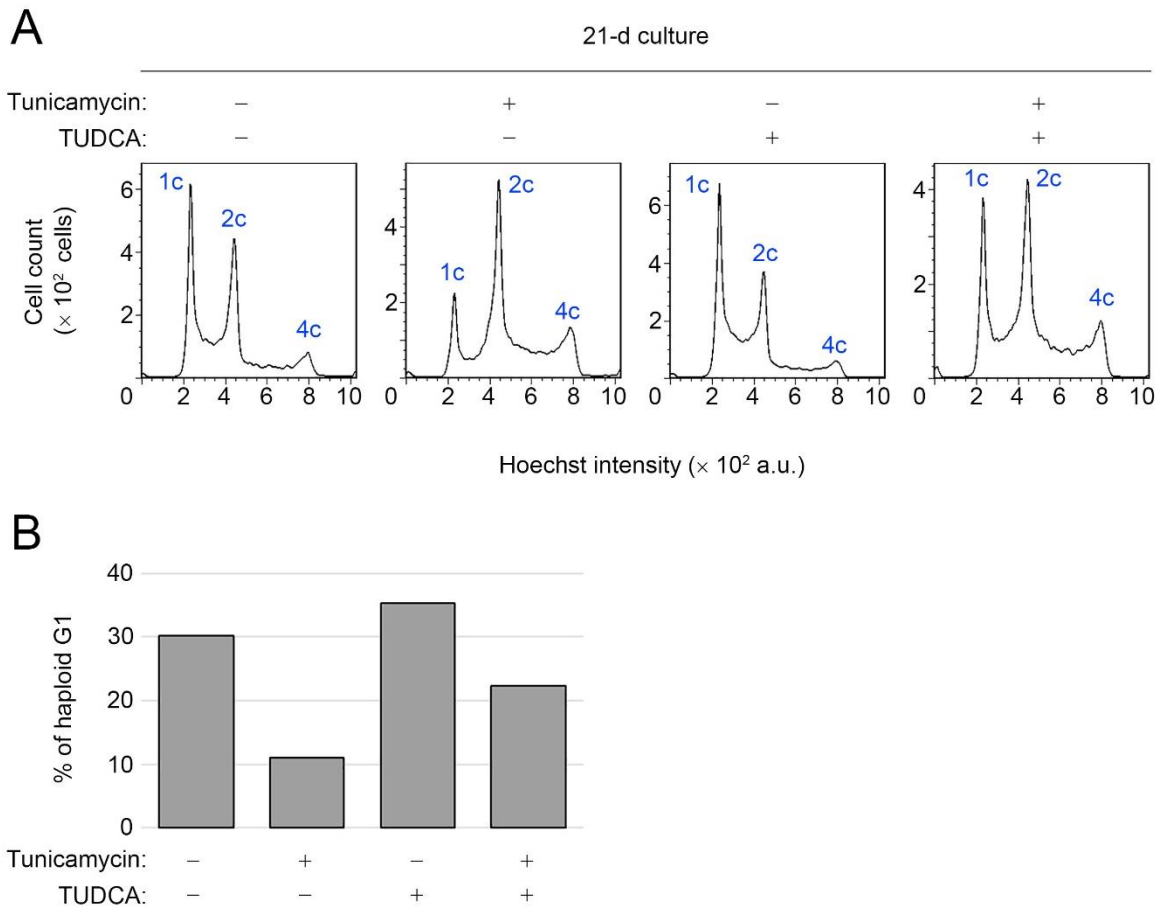 A
21-d culture
Tunicamycin: − + − +
TUDCA: − − + +
Cell count
(× 10² cells)
6
4
2
0
1c
2c
4c
0 2 4 6 8 10
4
2
0
1c
2c
4c
0 2 4 6 8 10
6
4
2
0
1c
2c
4c
0 2 4 6 8 10
4
2
0
1c
2c
4c
0 2 4 6 8 10
Hoechst intensity (× 10² a.u.)
B
% of haploid G1
40
30
20
10
0
Tunicamycin: − + − +
TUDCA: − − + +